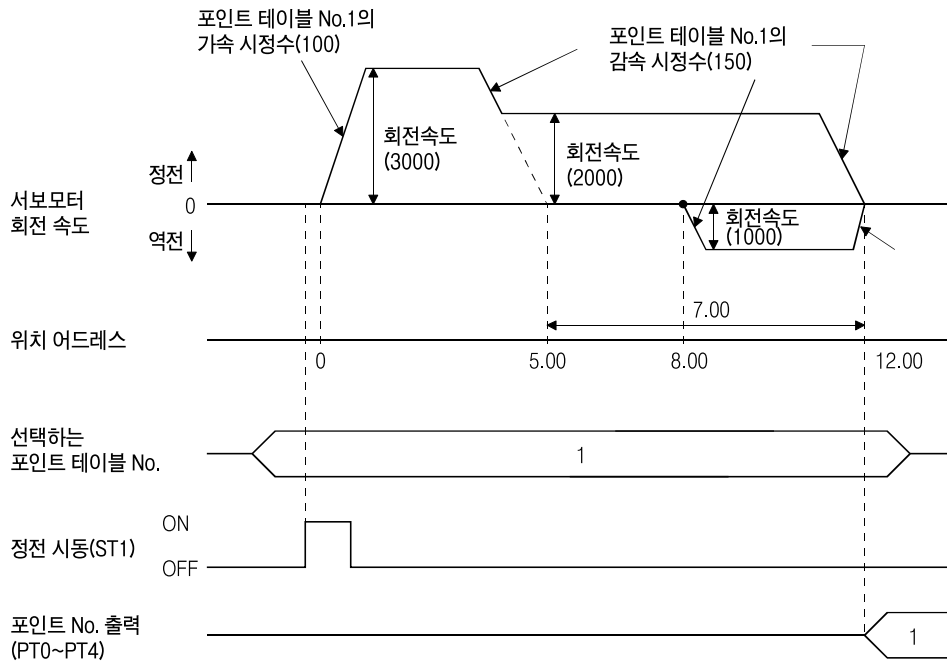 포인트 테이블 No.1의
가속 시정수(100)
포인트 테이블 No.1의
감속 시정수(150)
회전속도
(3000)
회전속도
(2000)
정전
서보모터
회전 속도
0
회전속도
(1000)
역전
7.00
위치 어드레스
0
5.00
8.00
12.00
선택하는
포인트 테이블 No.
1
ON
정전 시동(ST1)
OFF
포인트 No. 출력
(PT0~PT4)
1